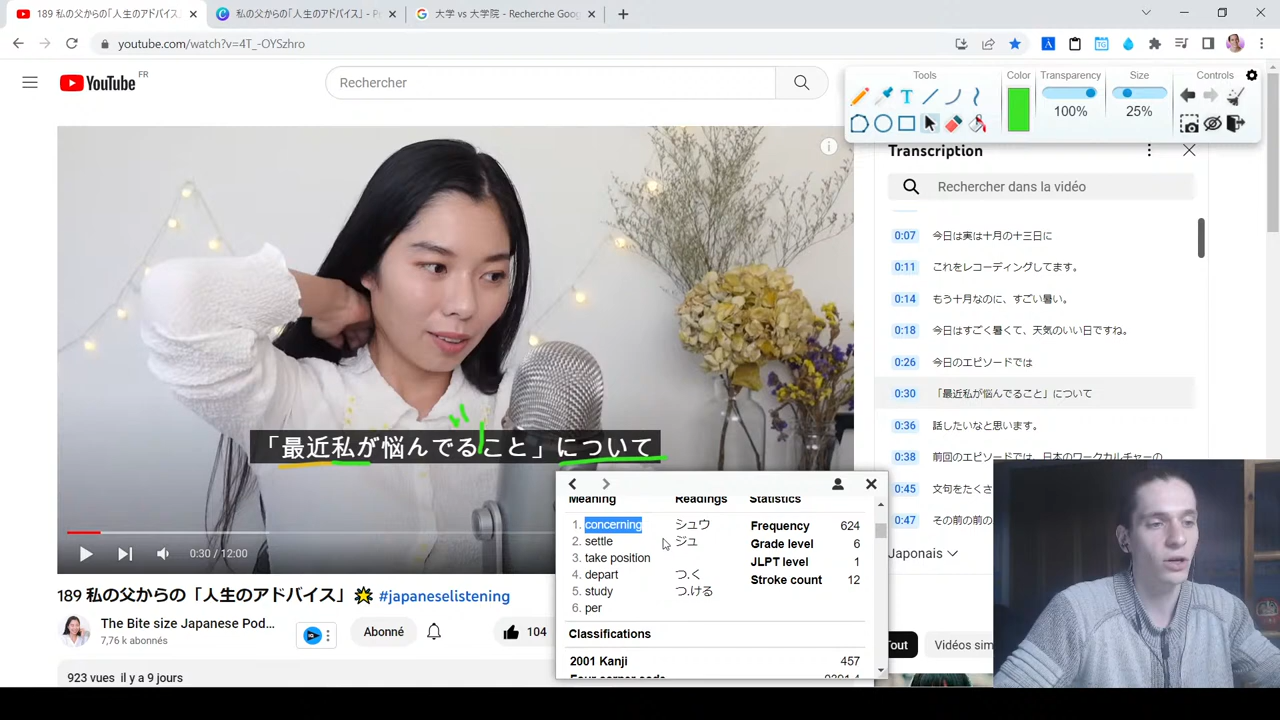 189 私の父からの「人生のアドバイス」
私の父からの「人生のアドバイス」 - P
大学 vs 大学院 - Recherche Goog
youtube.com/watch?v=4T_-OYSzhro
YouTube
FR
Rechercher
Tools
Color
Transparency
Size
Controls
100%
25%
Transcription
Rechercher dans la vidéo
0:07 今日は実は十月の十三日に
0:11 これをレコーディングしてます。
0:14 もう十月なのに、すごい暑い。
0:18 今日はすごく暑くて、天気のいい日ですね。
0:26 今日のエピソードでは
0:30 「最近私が悩んでること」について
0:36 話したいなと思います。
0:38 前回のエピソードでは、日本のワークカルチャーの
0:45 文句をたくさ
0:47 その前の前の
Japonais
「最近私が悩んでること」について
い
0:30 / 12:00
Meaning Readings Statistics
1. concerning シュウ Frequency 624
2. settle ジュ Grade level 6
3. take position JLPT level 1
4. depart つ.く Stroke count 12
5. study つ.ける
6. per
Classifications
2001 Kanji 457
Four corner code 0391.4
189 私の父からの「人生のアドバイス」 🌟 #japaneselistening
The Bite size Japanese Pod...
7,76 k abonnés
Abonné
104
Tout
Vidéos sim
923 vues il y a 9 jours